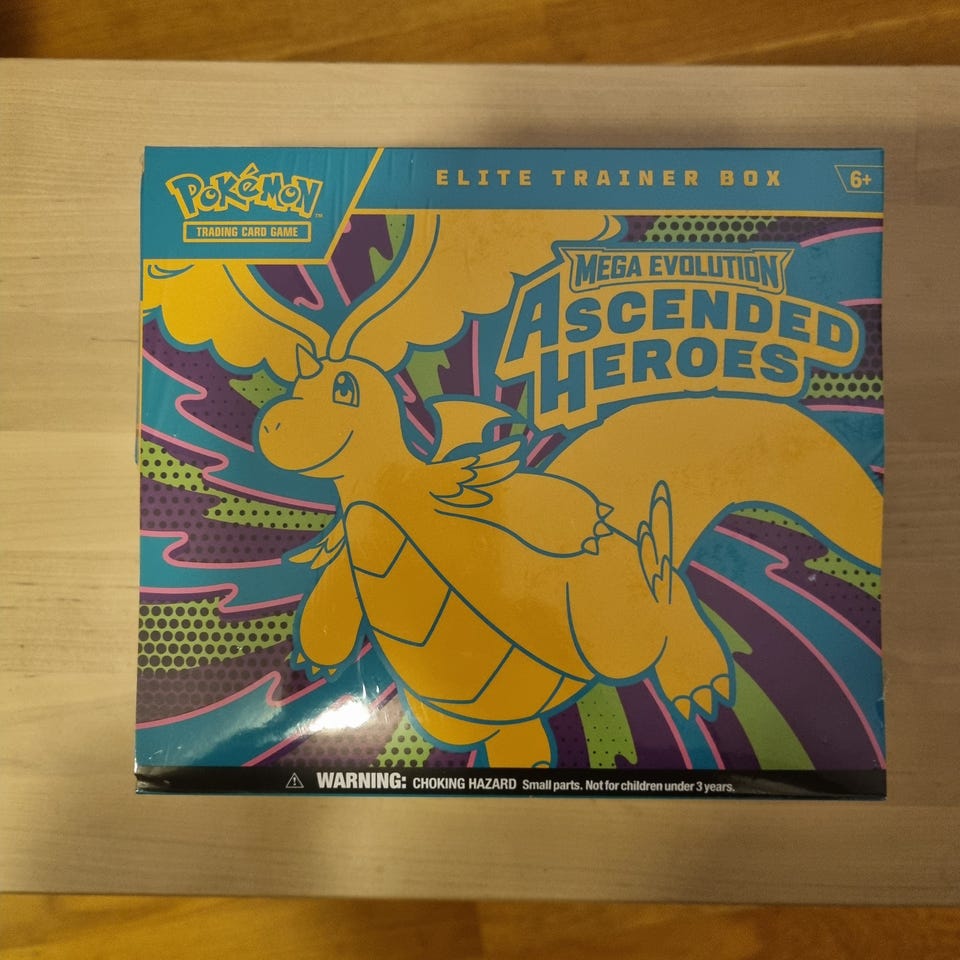 POKéMON™
TRADING CARD GAME
ELITE TRAINER BOX
6+
MEGA EVOLUTION
ASCENDED
HEROES
WARNING: CHOKING HAZARD Small parts. Not for children under 3 years.